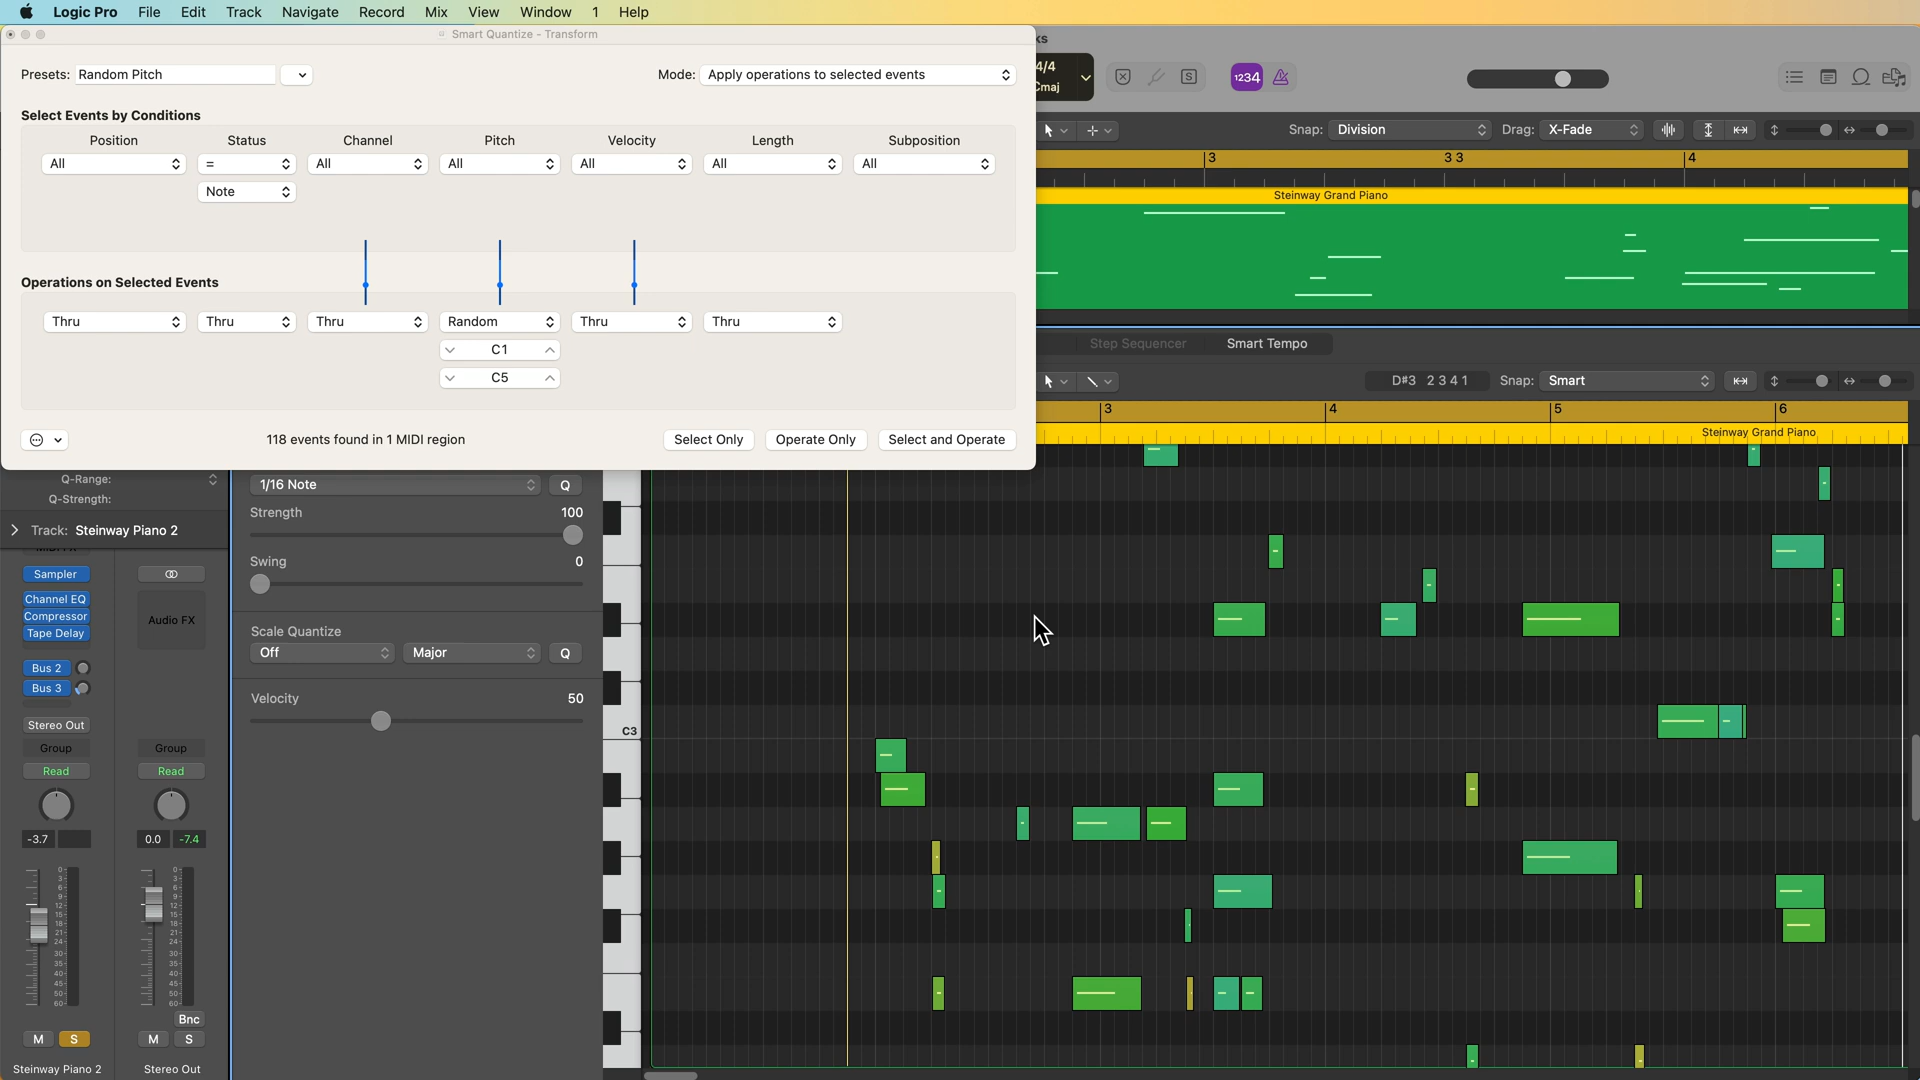 Logic Pro File Edit Track Navigate Record Mix View Window 1 Help
Smart Quantize - Transform
Presets: Random Pitch
Mode: Apply operations to selected events
Select Events by Conditions
Position Status Channel Pitch Velocity Length Subposition
All = All All All All All
Note
Operations on Selected Events
Thru Thru Thru Random Thru Thru
C1
C5
118 events found in 1 MIDI region
Select Only Operate Only Select and Operate
ks
4/4
Cmaj
1234
S
Snap: Division Drag: X-Fade
3 3 3 4
Steinway Grand Piano
Step Sequencer Smart Tempo
D#3 2 3 4 1 Snap: Smart
3 4 5 6
Steinway Grand Piano
Q-Range:
Q-Strength:
Track: Steinway Piano 2
Sampler
Channel EQ
Compressor
Tape Delay
Audio FX
Bus 2
Bus 3
Stereo Out
Group Group
Read Read
-3.7 0.0 -7.4
Bnc
M S M S
Steinway Piano 2 Stereo Out
1/16 Note Q
Strength 100
Swing 0
Scale Quantize
Off Major Q
Velocity 50
C3